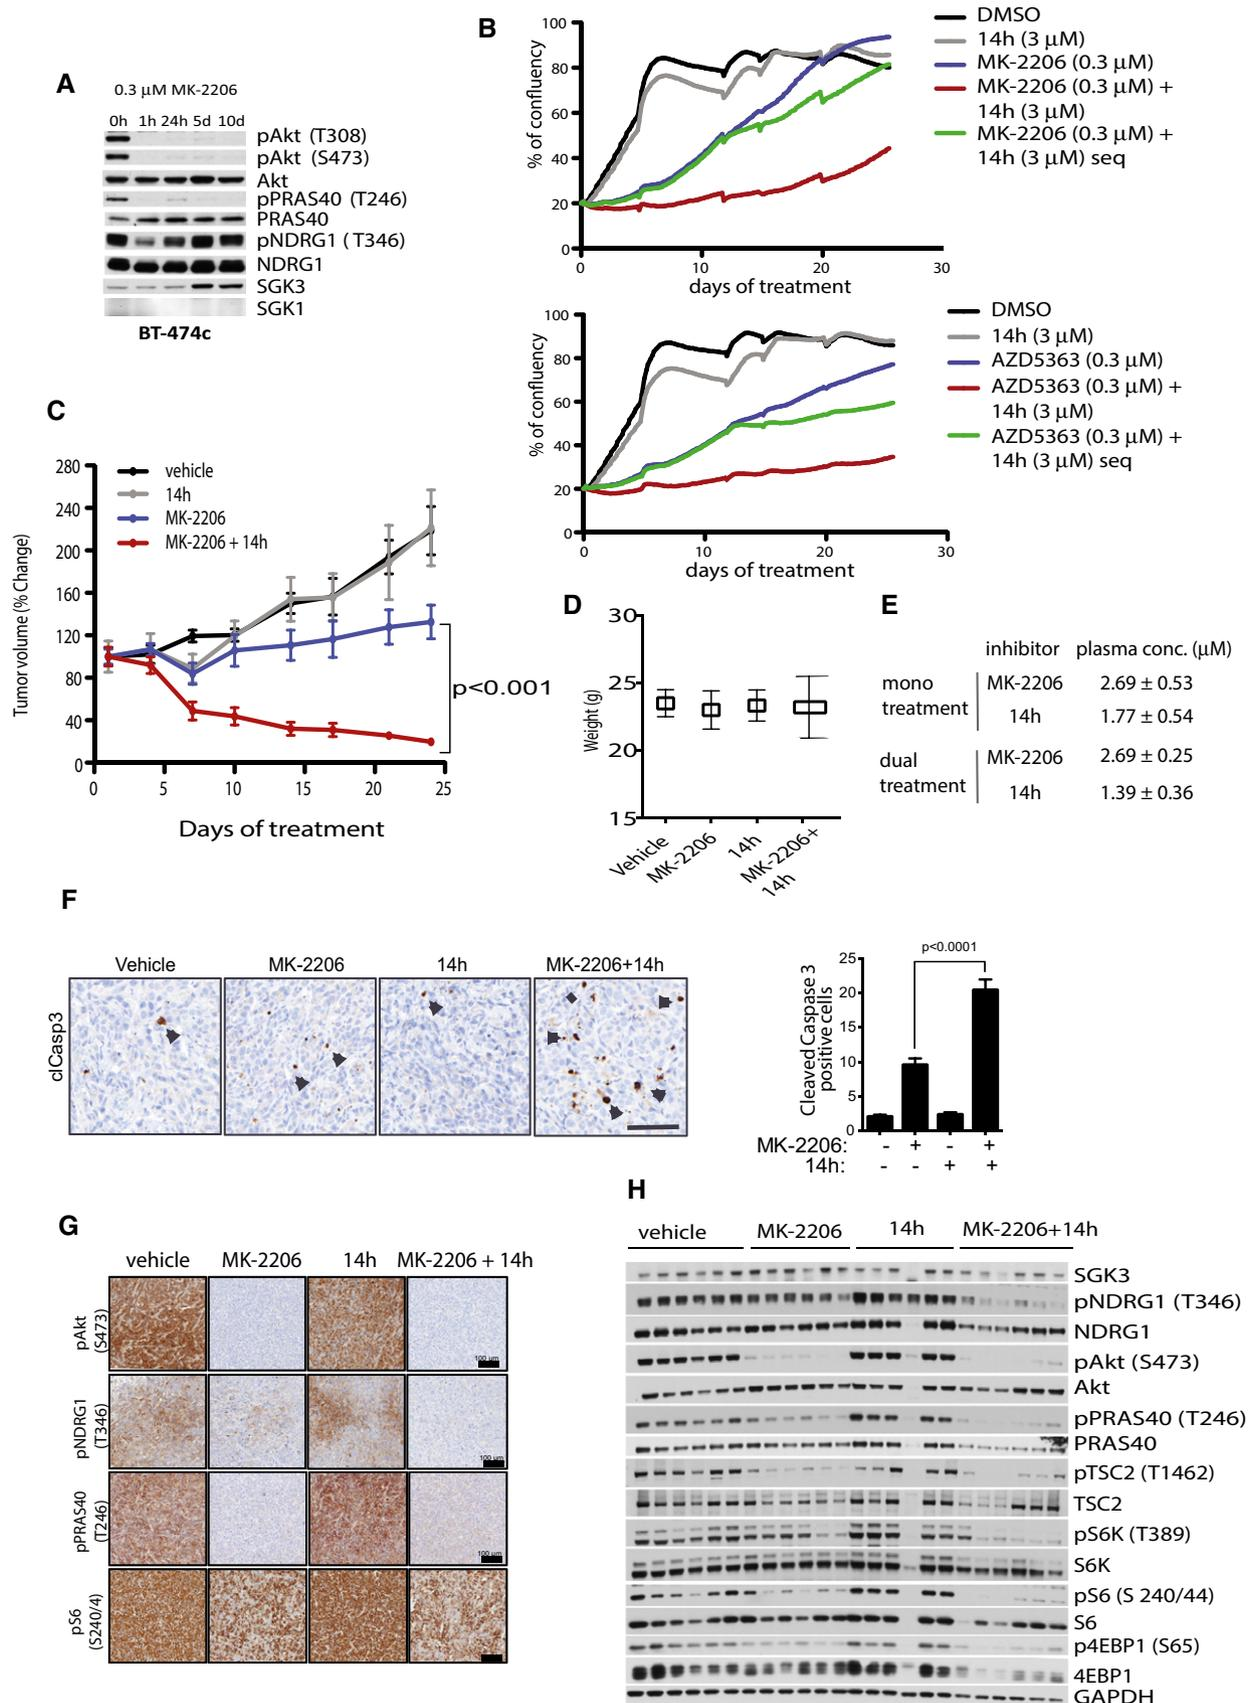 A
0.3 µM MK-2206
0h 1h 24h 5d 10d
pAkt (T308)
pAkt (S473)
Akt
pPRAS40 (T246)
PRAS40
pNDRG1 ( T346)
NDRG1
SGK3
SGK1
BT-474c
B
% of confluency
100
80
60
40
20
0
0 10 20 30
days of treatment
DMSO
14h (3 µM)
MK-2206 (0.3 µM)
MK-2206 (0.3 µM) +
14h (3 µM)
MK-2206 (0.3 µM) +
14h (3 µM) seq
% of confluency
100
80
60
40
20
0
0 10 20 30
days of treatment
DMSO
14h (3 µM)
AZD5363 (0.3 µM)
AZD5363 (0.3 µM) +
14h (3 µM)
AZD5363 (0.3 µM) +
14h (3 µM) seq
C
Tumor volume (% Change)
280
240
200
160
120
80
40
0
0 5 10 15 20 25
Days of treatment
vehicle
14h
MK-2206
MK-2206 + 14h
p<0.001
D
Weight (g)
30
25
20
15
Vehicle
MK-2206
14h
MK-2206+
14h
E
inhibitor plasma conc. (µM)
mono
treatment
MK-2206 2.69 ± 0.53
14h 1.77 ± 0.54
dual
treatment
MK-2206 2.69 ± 0.25
14h 1.39 ± 0.36
F
Vehicle MK-2206 14h MK-2206+14h
clCasp3
Cleaved Caspase 3
positive cells
25
20
15
10
5
0
p<0.0001
MK-2206: - + - +
14h: - - + +
G
vehicle MK-2206 14h MK-2206 + 14h
pAkt
(S473)
100 µm
pNDRG1
(T346)
100 µm
pPRAS40
(T246)
100 µm
pS6
(S240/4)
H
vehicle MK-2206 14h MK-2206+14h
SGK3
pNDRG1 (T346)
NDRG1
pAkt (S473)
Akt
pPRAS40 (T246)
PRAS40
pTSC2 (T1462)
TSC2
pS6K (T389)
S6K
pS6 (S 240/44)
S6
p4EBP1 (S65)
4EBP1
GAPDH